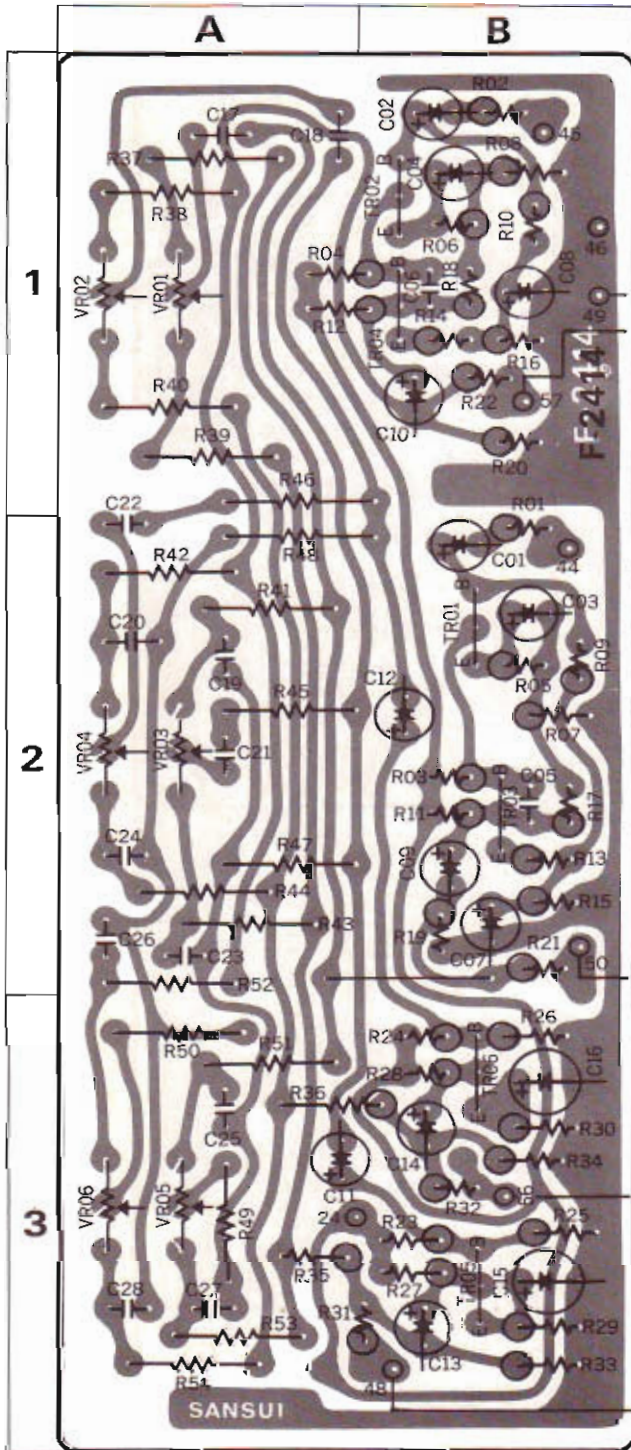 A B
1
C17
C18
C02
R02
45
R37
B
C04
R08
R38
TR02
E
R06
R10
46
VR02
VR01
R04
B
C06
R18
C08
49
R12
TR04
E
R14
R16
R40
R22
57
C10
R39
R20
F-2414
R46
C22
R01
2
R48
C01
44
R42
B
R41
C03
C20
TR01
E
R09
C19
R05
C12
R45
R07
VR04
VR03
C21
R03
B
C05
R11
TR03
R17
C24
E
R47
R13
C09
R44
R15
R43
R19
C26
C23
C07
R21
50
R52
3
R50
R51
R24
B
R26
R28
TR06
C16
R36
E
C25
C14
R30
R34
C11
R32
VR06
VR05
R49
24
R23
R25
B
R35
R27
TR05
C15
C28
C27
R31
E
R29
R53
C13
R33
48
SANSUI